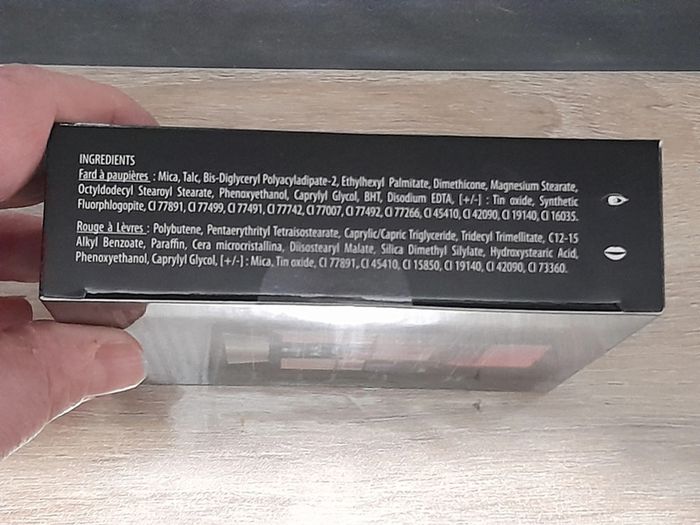 INGREDIENTS
Fard à paupières : Mica, Talc, Bis-Diglyceryl Polyacyladipate-2, Ethylhexyl Palmitate, Dimethicone, Magnesium Stearate,
Octyldodecyl Stearoyl Stearate, Phenoxyethanol, Caprylyl Glycol, BHT, Disodium EDTA, [+/-] : Tin oxide, Synthetic
Fluorphlogopite, CI 77891, CI 77499, CI 77491, CI 77742, CI 77007, CI 77492, CI 77266, CI 45410, CI 42090, CI 19140, CI 16035.
Rouge à Lèvres : Polybutene, Pentaerythrityl Tetraisostearate, Caprylic/Capric Triglyceride, Tridecyl Trimellitate, C12-15
Alkyl Benzoate, Paraffin, Cera microcristallina, Diisostearyl Malate, Silica Dimethyl Silylate, Hydroxystearic Acid,
Phenoxyethanol, Caprylyl Glycol, [+/-] : Mica, Tin oxide, CI 77891, CI 45410, CI 15850, CI 19140, CI 42090, CI 73360.